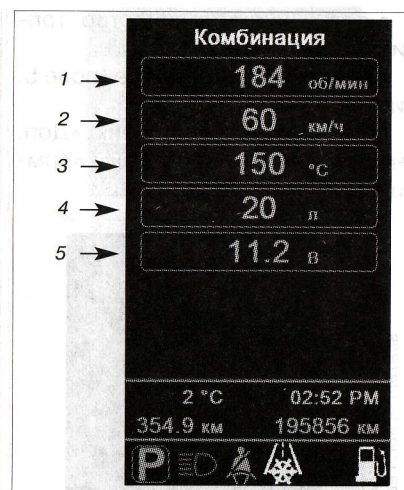 Комбинация
1 184 об/мин
2 60 км/ч
3 150 °C
4 20 л
5 11.2 В
2 °C 02:52 PM
354.9 км 195856 км
P